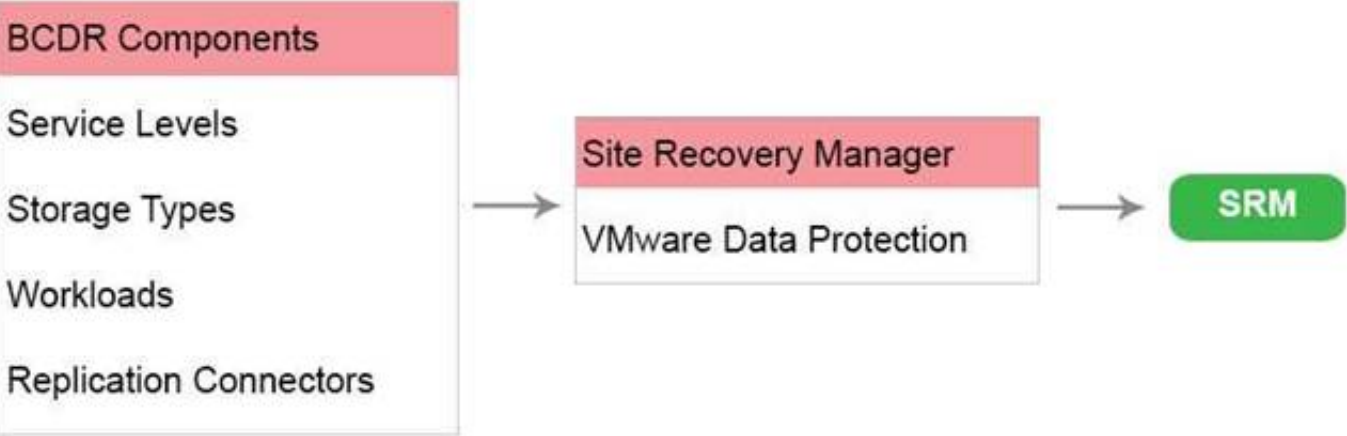 BCDR Components
Service Levels
Storage Types
Workloads
Replication Connectors
Site Recovery Manager
VMware Data Protection
SRM